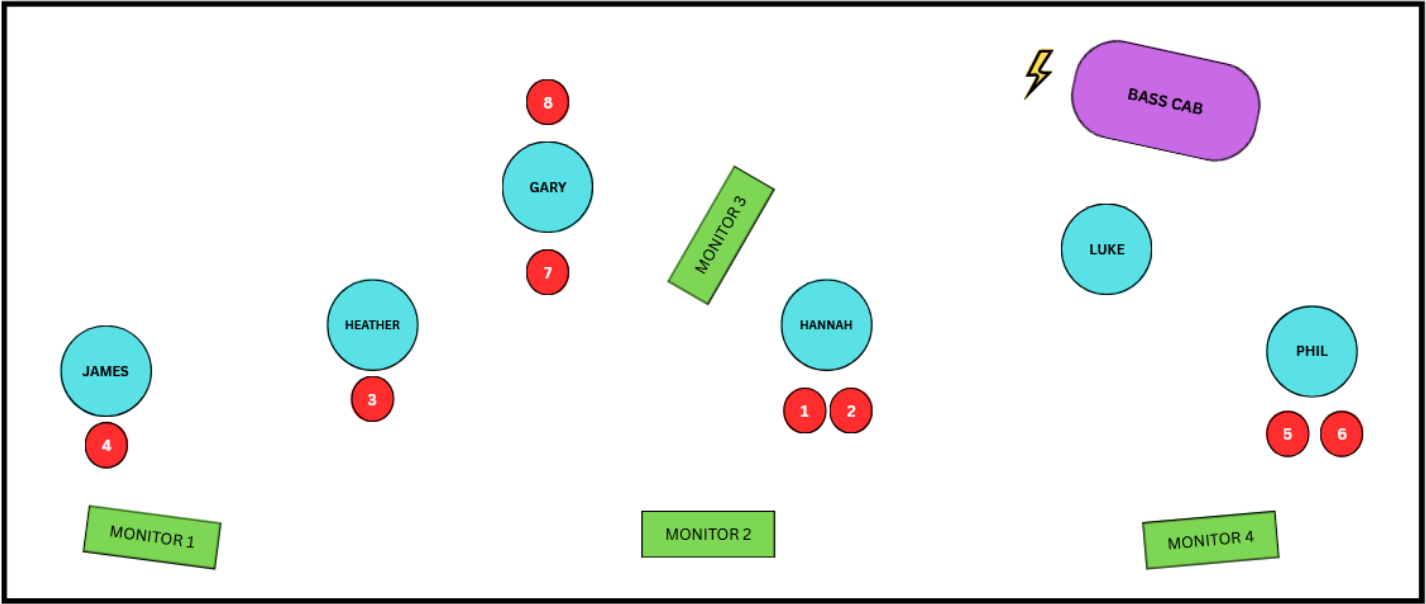 BASS CAB
8
GARY
MONITOR 3
LUKE
7
HEATHER
HANNAH
PHIL
JAMES
3
1
2
5
6
4
MONITOR 1
MONITOR 2
MONITOR 4